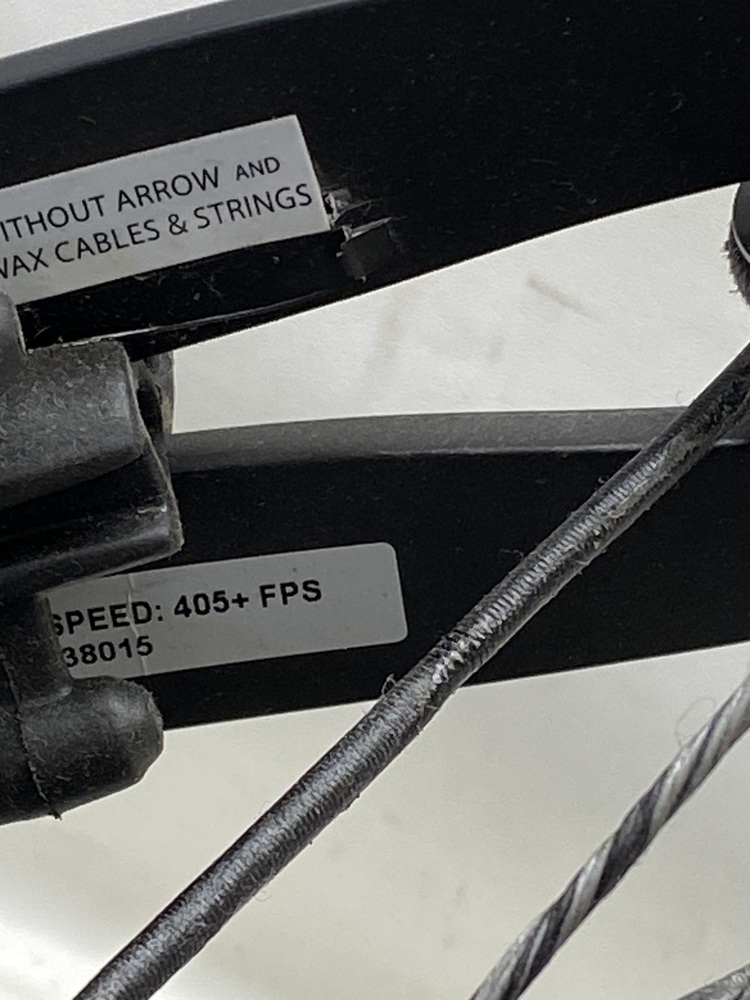 ITHOUT ARROW AND
WAX CABLES & STRINGS
SPEED: 405+ FPS
38015